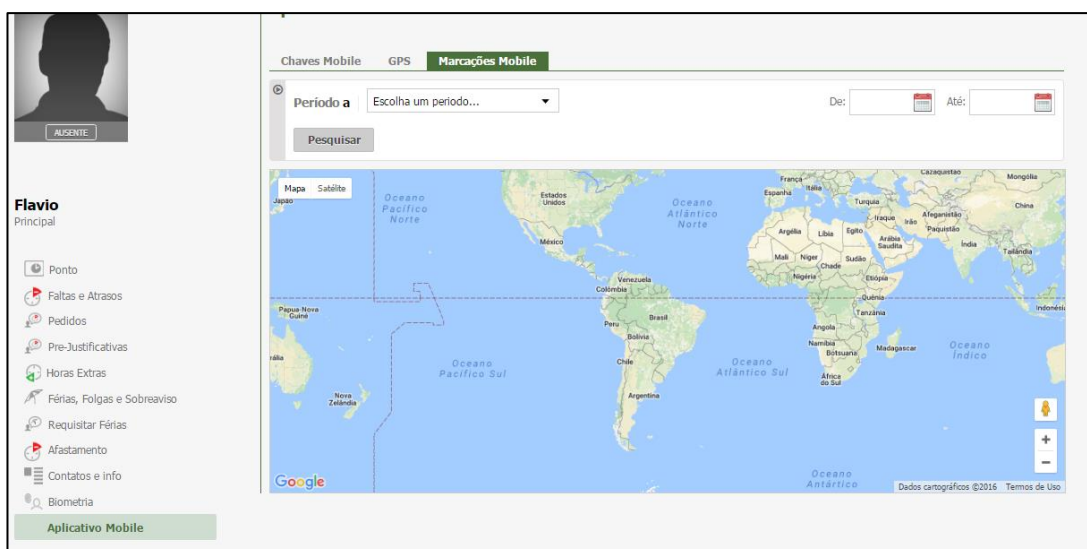 AUSENTE
Flavio
Principal
Ponto
Faltas e Atrasos
Pedidos
Pre-Justificativas
Horas Extras
Férias, Folgas e Sobreaviso
Requisitar Férias
Afastamento
Contatos e info
Biometria
Aplicativo Mobile
Chaves Mobile GPS Marcações Mobile
Período a Escolha um periodo... De: Até:
Pesquisar
Mapa Satélite
Japão
Oceano
Pacífico
Norte
Estados
Unidos
México
Oceano
Atlântico
Norte
França
Espanha
Itália
Turquia
Cazaquistão
Mongólia
China
Iraque
Irão
Afeganistão
Paquistão
Argélia
Líbia
Egito
Arábia
Saudita
Índia
Tailândia
Mali
Níger
Chade
Sudão
Nigéria
Etiópia
Venezuela
Colômbia
Quênia
Tanzânia
Papua-Nova
Guiné
Indonésia
Peru
Brasil
Bolívia
Angola
Namíbia
Botsuana
Madagascar
Oceano
Índico
Oceano
Pacífico Sul
Chile
Oceano
Atlântico Sul
África
do Sul
Nova
Zelândia
Argentina
Oceano
Antártico
Google
Dados cartográficos ©2016 Termos de Uso